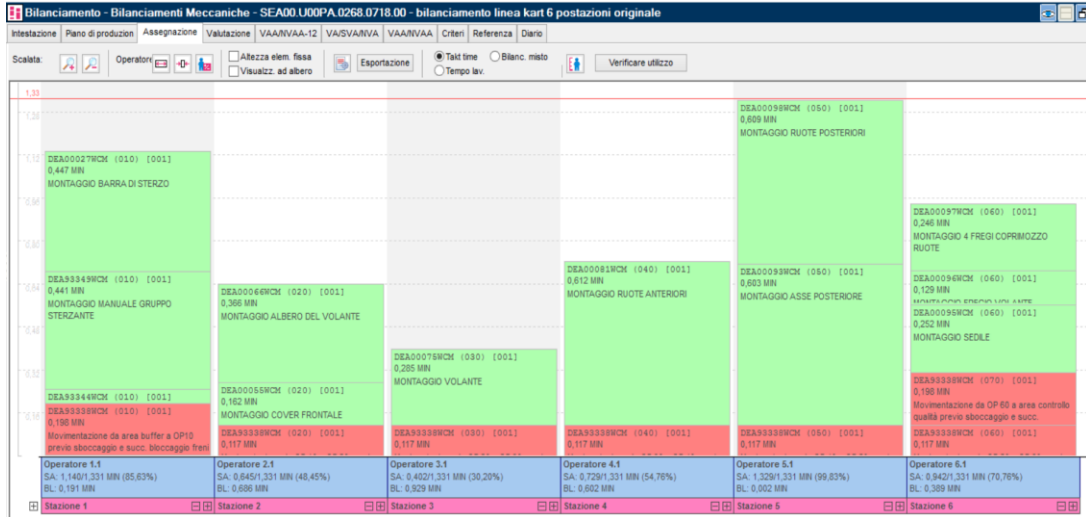 Bilanciamento - Bilanciamenti Meccaniche - SEA00.U00PA.0268.0718.00 - bilanciamento linea kart 6 postazioni originale
Intestazione Piano di produzion Assegnazione Valutazione VAA/NVAA-12 VA/SVA/NVA VAA/NVAA Criteri Referenza Diario
Scalata: Operatore Altezza elem. fissa Esportazione Takt time Bilanc. misto Verificare utilizzo
Visualzz. ad albero Tempo lav.
1,33
DEA00027WCM (010) [001]
0,447 MIN
MONTAGGIO BARRA DI STERZO
DEA93349WCM (010) [001]
0,441 MIN
MONTAGGIO MANUALE GRUPPO
STERZANTE
DEA93344WCM (010) [001]
DEA93338WCM (010) [001]
0,198 MIN
Movimentazione da area buffer a OP10
previo sboccaggio e succ. bloccaggio freni
DEA00066WCM (020) [001]
0,366 MIN
MONTAGGIO ALBERO DEL VOLANTE
DEA00055WCM (020) [001]
0,162 MIN
MONTAGGIO COVER FRONTALE
DEA93338WCM (020) [001]
0,117 MIN
DEA00075WCM (030) [001]
0,285 MIN
MONTAGGIO VOLANTE
DEA93338WCM (030) [001]
0,117 MIN
DEA00081WCM (040) [001]
0,612 MIN
MONTAGGIO RUOTE ANTERIORI
DEA93338WCM (040) [001]
0,117 MIN
DEA00098WCM (050) [001]
0,609 MIN
MONTAGGIO RUOTE POSTERIORI
DEA00093WCM (050) [001]
0,603 MIN
MONTAGGIO ASSE POSTERIORE
DEA93338WCM (050) [001]
0,117 MIN
DEA00097WCM (060) [001]
0,246 MIN
MONTAGGIO 4 FREGI COPRIMOZZO
RUOTE
DEA00096WCM (060) [001]
0,129 MIN
MONTAGGIO FREGIO VOLANTE
DEA00095WCM (060) [001]
0,252 MIN
MONTAGGIO SEDILE
DEA93338WCM (070) [001]
0,198 MIN
Movimentazione da OP 60 a area controllo
qualità previo sboccaggio e succ.
DEA93338WCM (060) [001]
0,117 MIN
Operatore 1.1
SA: 1,140/1,331 MIN (85,63%)
BL: 0,191 MIN
Operatore 2.1
SA: 0,645/1,331 MIN (48,45%)
BL: 0,686 MIN
Operatore 3.1
SA: 0,402/1,331 MIN (30,20%)
BL: 0,929 MIN
Operatore 4.1
SA: 0,729/1,331 MIN (54,76%)
BL: 0,602 MIN
Operatore 5.1
SA: 1,329/1,331 MIN (99,83%)
BL: 0,002 MIN
Operatore 6.1
SA: 0,942/1,331 MIN (70,76%)
BL: 0,389 MIN
Stazione 1 Stazione 2 Stazione 3 Stazione 4 Stazione 5 Stazione 6